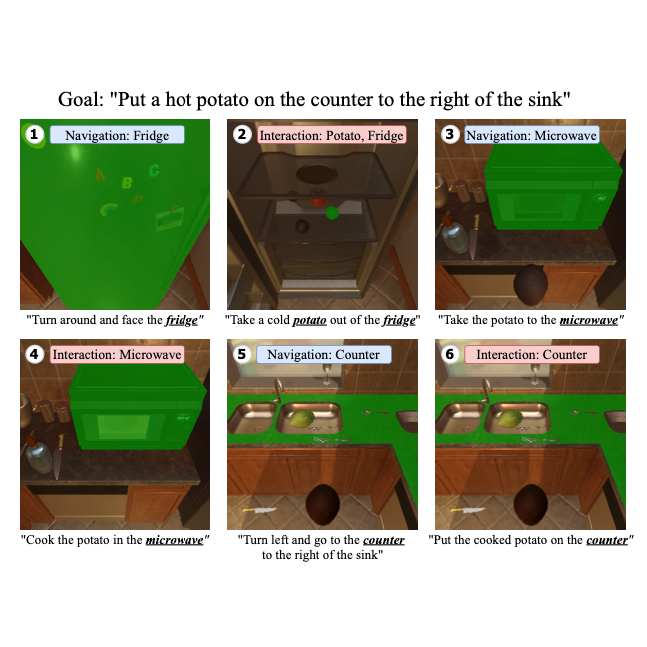 Goal: "Put a hot potato on the counter to the right of the sink"
1 Navigation: Fridge
"Turn around and face the fridge"
2 Interaction: Potato, Fridge
"Take a cold potato out of the fridge"
3 Navigation: Microwave
"Take the potato to the microwave"
4 Interaction: Microwave
"Cook the potato in the microwave"
5 Navigation: Counter
"Turn left and go to the counter
to the right of the sink"
6 Interaction: Counter
"Put the cooked potato on the counter"
A B C